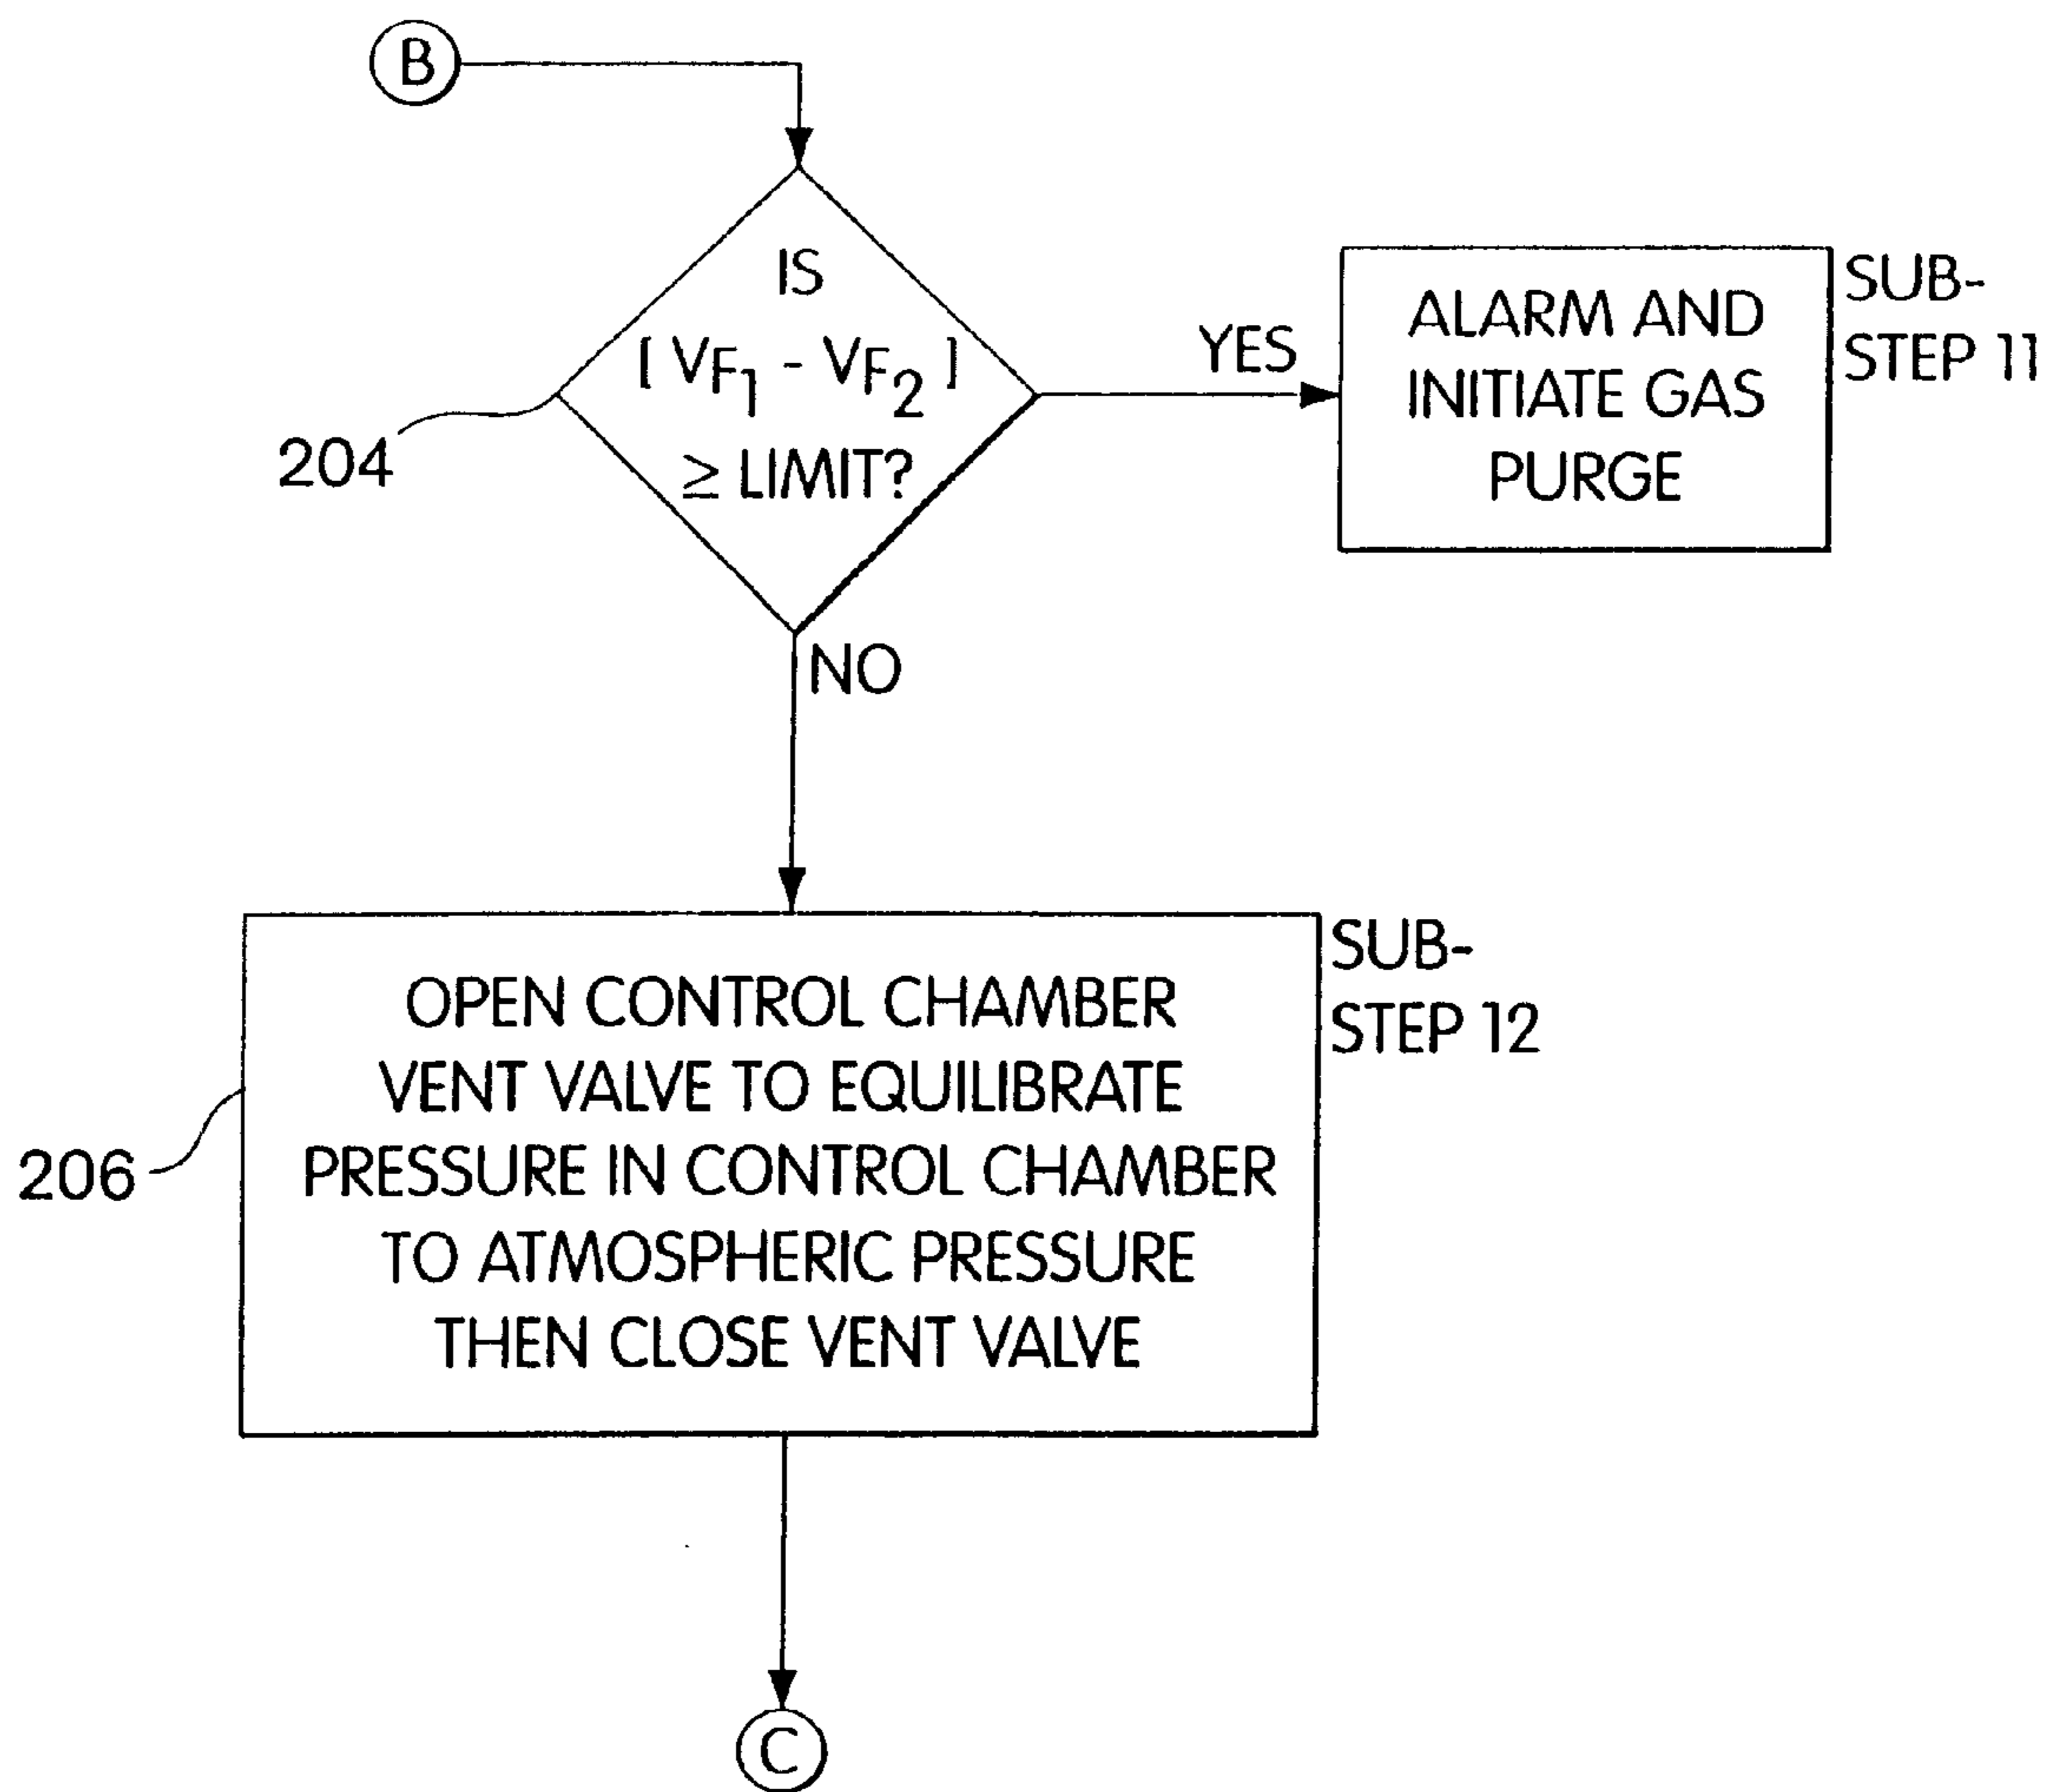 B
IS
[ VF1 - VF2 ]
≥ LIMIT?
204
YES
ALARM AND
INITIATE GAS
PURGE
SUB-
STEP 11
NO
OPEN CONTROL CHAMBER
VENT VALVE TO EQUILIBRATE
PRESSURE IN CONTROL CHAMBER
TO ATMOSPHERIC PRESSURE
THEN CLOSE VENT VALVE
SUB-
STEP 12
206
C